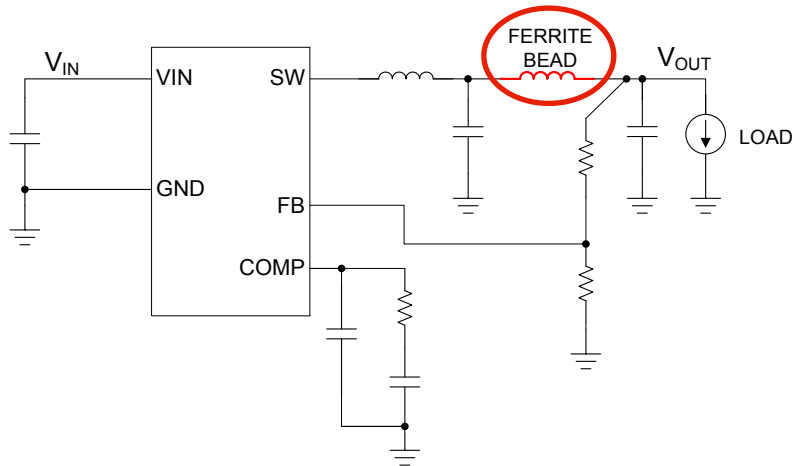 FERRITE
BEAD
VIN
VOUT
VIN
SW
LOAD
GND
FB
COMP